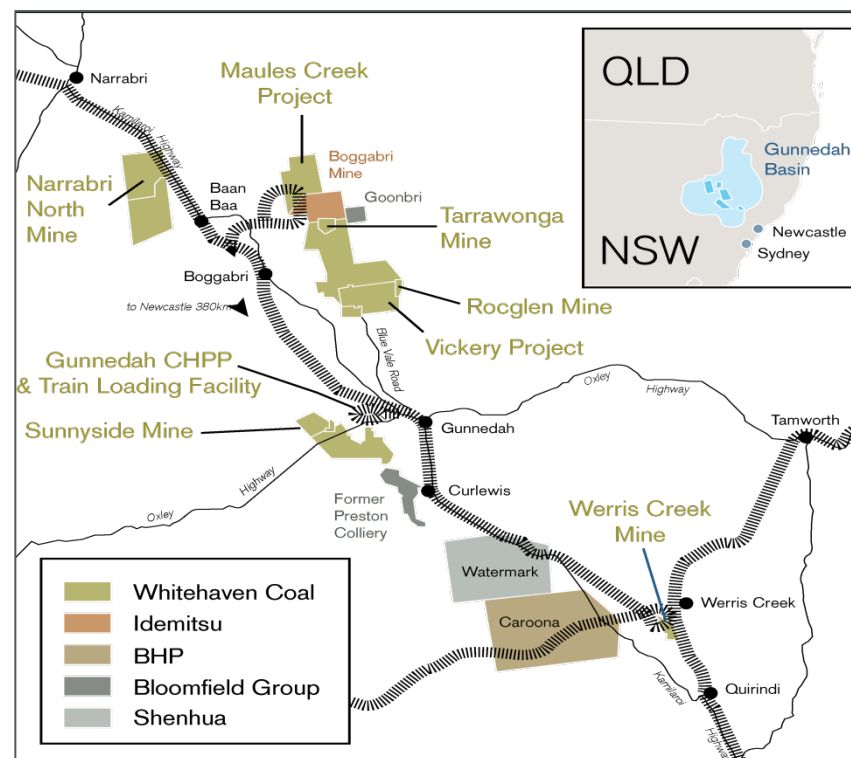 Narrabri
Kamilaroi Highway
Maules Creek
Project
Boggabri
Mine
Goonbri
Narrabri
North
Mine
Baan
Baa
Tarrawonga
Mine
Boggabri
to Newcastle 380km
Rocglen Mine
Vickery Project
Blue Vale Road
Gunnedah CHPP
& Train Loading Facility
Sunnyside Mine
Gunnedah
Oxley
Highway
Tamworth
Highway
Oxley
Former
Preston
Colliery
Curlewis
Werris Creek
Mine
Watermark
Caroona
Werris Creek
Kamilaroi
Highway
Quirindi
QLD
NSW
Gunnedah
Basin
Newcastle
Sydney
Whitehaven Coal
Idemitsu
BHP
Bloomfield Group
Shenhua